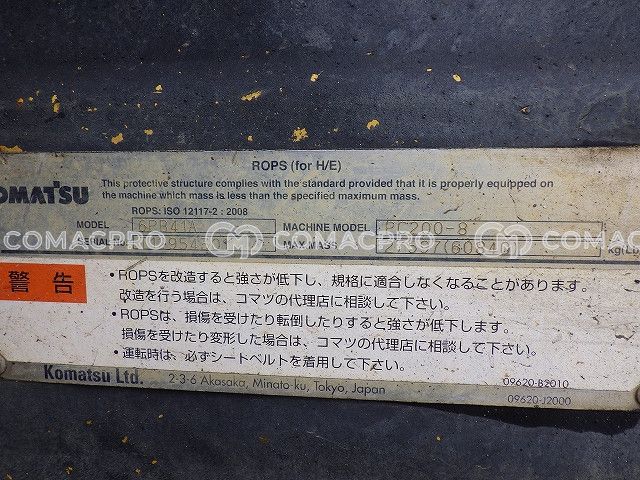 ROPS (for H/E)
KOMATSU
This protective structure complies with the standard provided that it is properly equipped on
the machine which mass is less than the specified maximum mass.
ROPS: ISO 12117-2 : 2008
MODEL MACHINE MODEL PC200-8
SERIAL No. MAX.MASS kg(Lb)
COMACPRO COMACPRO COMACPRO
警告
・ROPSを改造すると強さが低下し、規格に適合しなくなることがあります。
改造を行う場合は、コマツの代理店に相談して下さい。
・ROPSは、損傷を受けたり転倒したりすると強さが低下します。
損傷を受けたり変形した場合は、コマツの代理店に相談して下さい。
・運転時は、必ずシートベルトを着用して下さい。
Komatsu Ltd. 2-3-6 Akasaka, Minato-ku, Tokyo, Japan
09620-B2010
09620-J2000